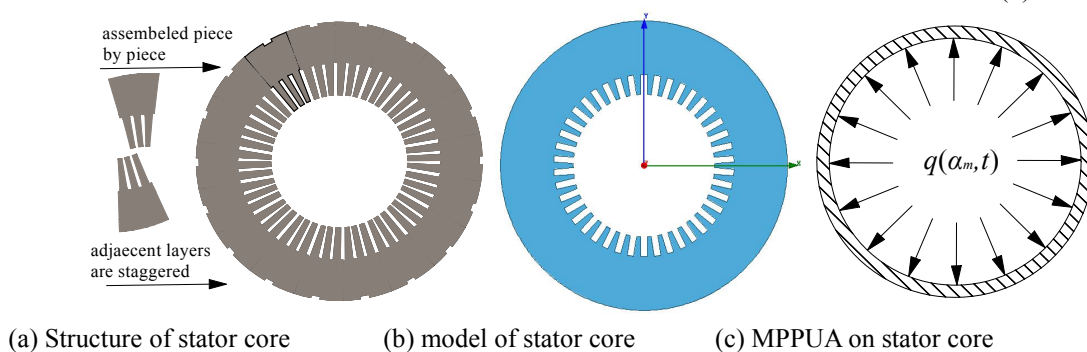 assembeled piece
by piece
adjaecent layers
are staggered
y
x
q(αₘ,t)
(a) Structure of stator core
(b) model of stator core
(c) MPPUA on stator core